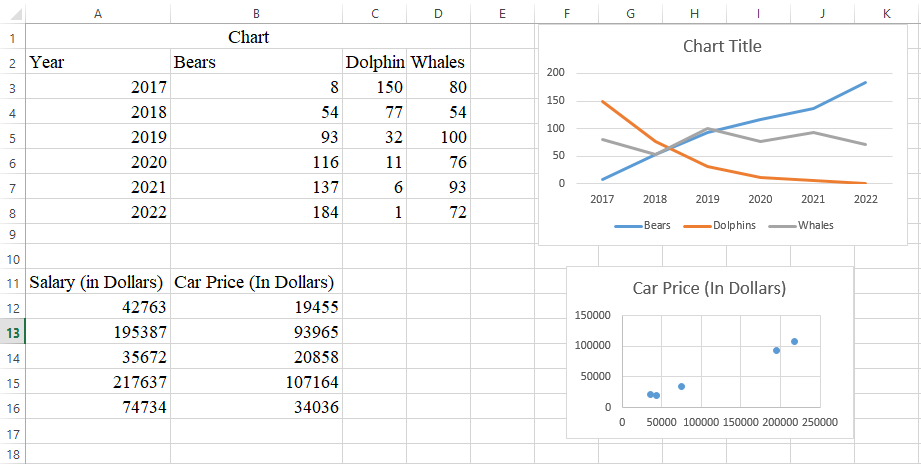 A B C D E F G H I J K
1 Chart
2 Year Bears Dolphin Whales
3 2017 8 150 80
4 2018 54 77 54
5 2019 93 32 100
6 2020 116 11 76
7 2021 137 6 93
8 2022 184 1 72
9
10
11 Salary (in Dollars) Car Price (In Dollars)
12 42763 19455
13 195387 93965
14 35672 20858
15 217637 107164
16 74734 34036
17
18
Chart Title
200
150
100
50
0
2017 2018 2019 2020 2021 2022
Bears Dolphins Whales
Car Price (In Dollars)
150000
100000
50000
0
0 50000 100000 150000 200000 250000